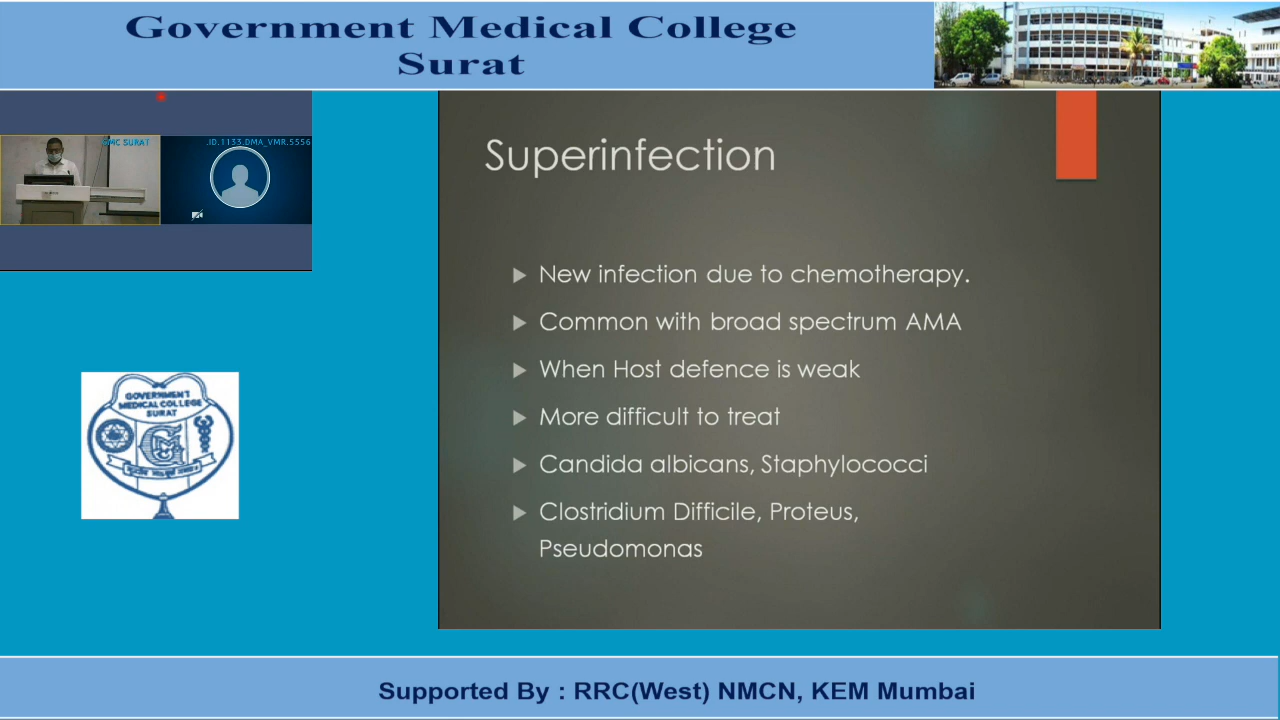 Government Medical College
Surat
GMC SURAT
.ID.1133.DMA_VMR.5556
Superinfection
New infection due to chemotherapy.
Common with broad spectrum AMA
When Host defence is weak
More difficult to treat
Candida albicans, Staphylococci
Clostridium Difficile, Proteus,
Pseudomonas
GOVERNMENT
MEDICAL COLLEGE
SURAT
Supported By : RRC(West) NMCN, KEM Mumbai